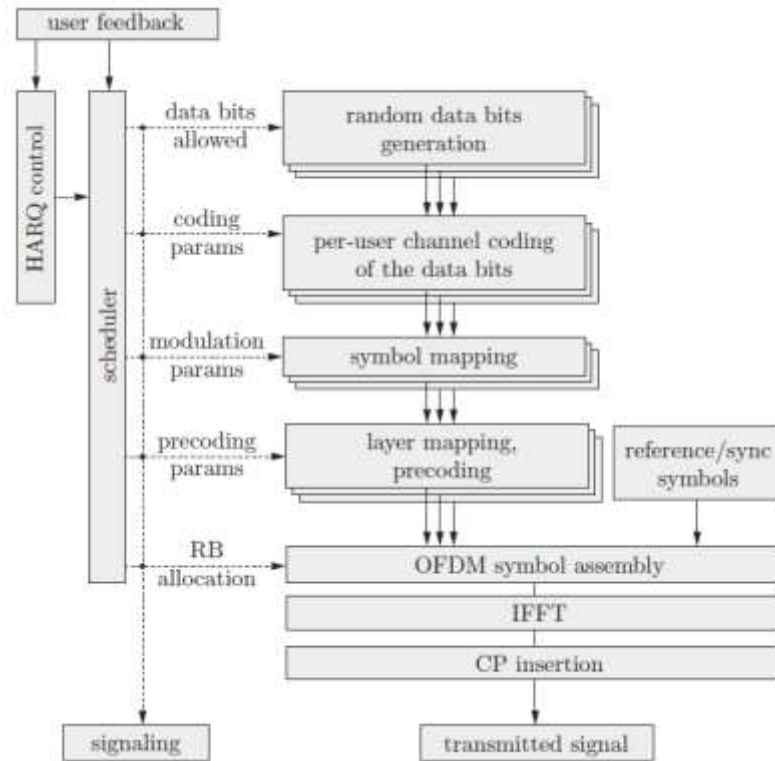 user feedback
HARQ control
scheduler
data bits
allowed
random data bits
generation
coding
params
per-user channel coding
of the data bits
modulation
params
symbol mapping
precoding
params
layer mapping,
precoding
reference/sync
symbols
RB
allocation
OFDM symbol assembly
IFFT
CP insertion
signaling
transmitted signal